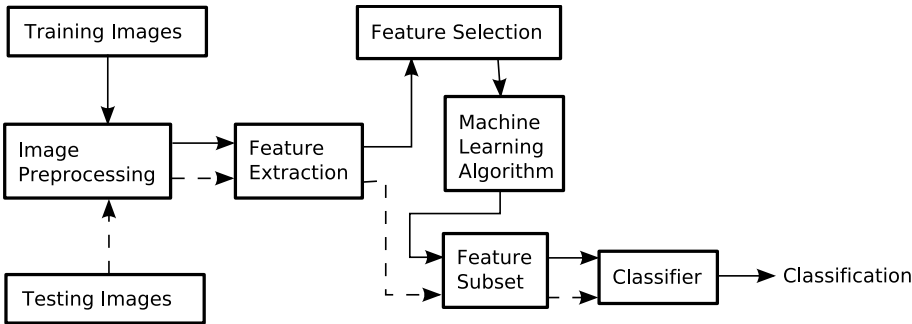 Training Images
Feature Selection
Image
Preprocessing
Feature
Extraction
Machine
Learning
Algorithm
Testing Images
Feature
Subset
Classifier
Classification